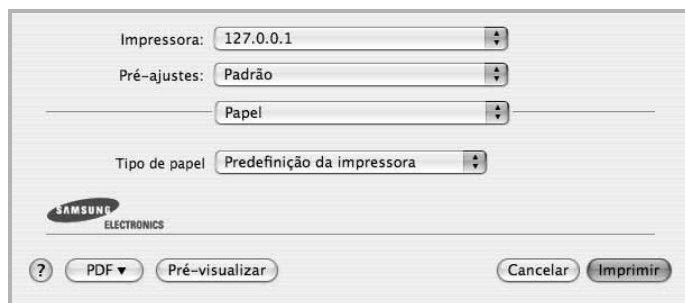 Impressora: 127.0.0.1
Pré-ajustes: Padrão
Papel
Tipo de papel Predefinição da impressora
SAMSUNG
ELECTRONICS
? PDF ▼ Pré-visualizar Cancelar Imprimir